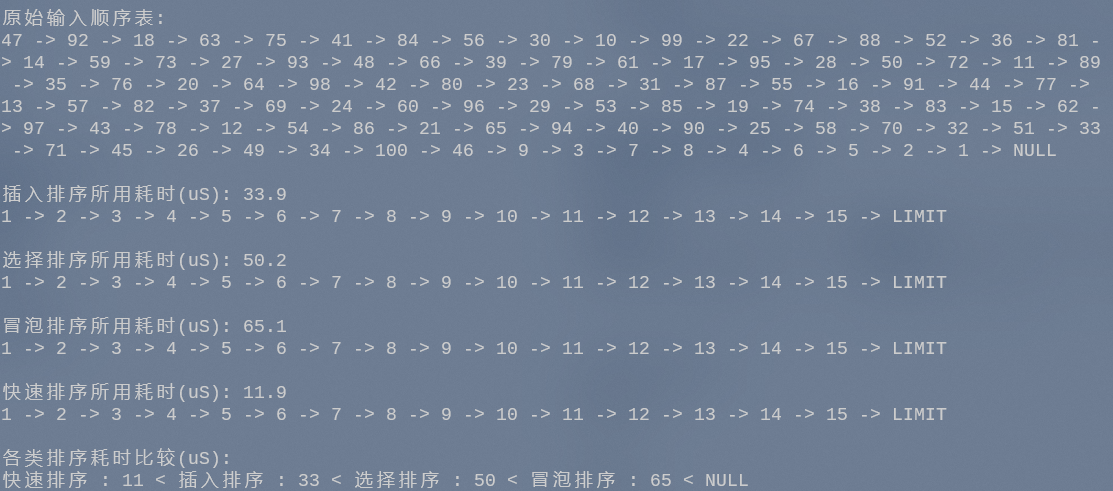 原始输入顺序表:
47 -> 92 -> 18 -> 63 -> 75 -> 41 -> 84 -> 56 -> 30 -> 10 -> 99 -> 22 -> 67 -> 88 -> 52 -> 36 -> 81 -
> 14 -> 59 -> 73 -> 27 -> 93 -> 48 -> 66 -> 39 -> 79 -> 61 -> 17 -> 95 -> 28 -> 50 -> 72 -> 11 -> 89
 -> 35 -> 76 -> 20 -> 64 -> 98 -> 42 -> 80 -> 23 -> 68 -> 31 -> 87 -> 55 -> 16 -> 91 -> 44 -> 77 ->
13 -> 57 -> 82 -> 37 -> 69 -> 24 -> 60 -> 96 -> 29 -> 53 -> 85 -> 19 -> 74 -> 38 -> 83 -> 15 -> 62 -
> 97 -> 43 -> 78 -> 12 -> 54 -> 86 -> 21 -> 65 -> 94 -> 40 -> 90 -> 25 -> 58 -> 70 -> 32 -> 51 -> 33
 -> 71 -> 45 -> 26 -> 49 -> 34 -> 100 -> 46 -> 9 -> 3 -> 7 -> 8 -> 4 -> 6 -> 5 -> 2 -> 1 -> NULL
插入排序所用耗时(uS): 33.9
1 -> 2 -> 3 -> 4 -> 5 -> 6 -> 7 -> 8 -> 9 -> 10 -> 11 -> 12 -> 13 -> 14 -> 15 -> LIMIT
选择排序所用耗时(uS): 50.2
1 -> 2 -> 3 -> 4 -> 5 -> 6 -> 7 -> 8 -> 9 -> 10 -> 11 -> 12 -> 13 -> 14 -> 15 -> LIMIT
冒泡排序所用耗时(uS): 65.1
1 -> 2 -> 3 -> 4 -> 5 -> 6 -> 7 -> 8 -> 9 -> 10 -> 11 -> 12 -> 13 -> 14 -> 15 -> LIMIT
快速排序所用耗时(uS): 11.9
1 -> 2 -> 3 -> 4 -> 5 -> 6 -> 7 -> 8 -> 9 -> 10 -> 11 -> 12 -> 13 -> 14 -> 15 -> LIMIT
各类排序耗时比较(uS):
快速排序 : 11 < 插入排序 : 33 < 选择排序 : 50 < 冒泡排序 : 65 < NULL